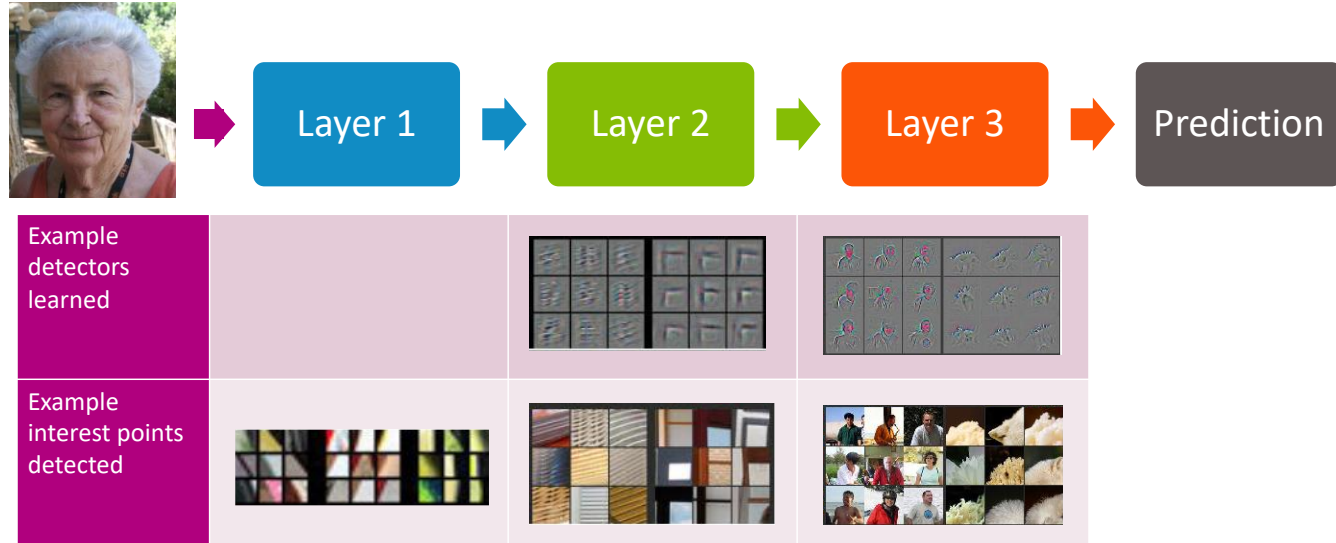 Layer 1
Layer 2
Layer 3
Prediction
Example
detectors
learned
Example
interest points
detected